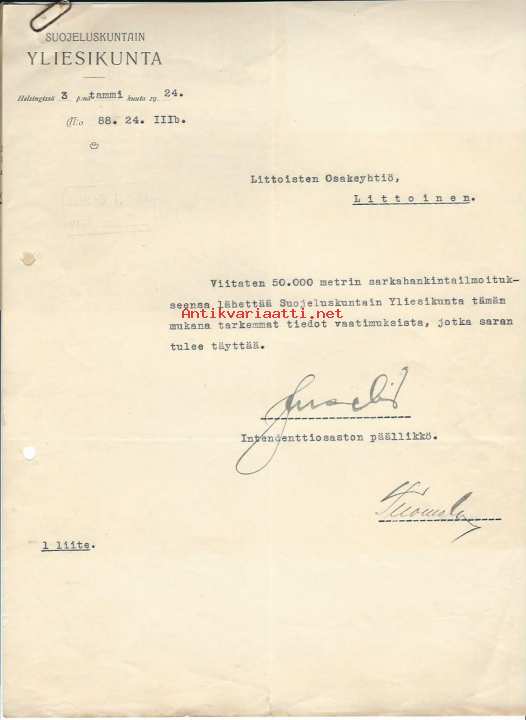 SUOJELUSKUNTAIN
YLIESIKUNTA
Helsingissä 3 p:nä tammi kuuta 19 24.
N:o 88. 24. IIIb.
Littoisten Osakeyhtiö,
Littoinen.
Viitaten 50.000 metrin sarkahankintailmoituk-
seensa lähettää Suojeluskuntain Yliesikunta tämän
Antikvariaatti.net
mukana tarkemmat tiedot vaatimuksista, jotka saran
tulee täyttää.
Intendenttiosaston päällikkö.
1 liite.